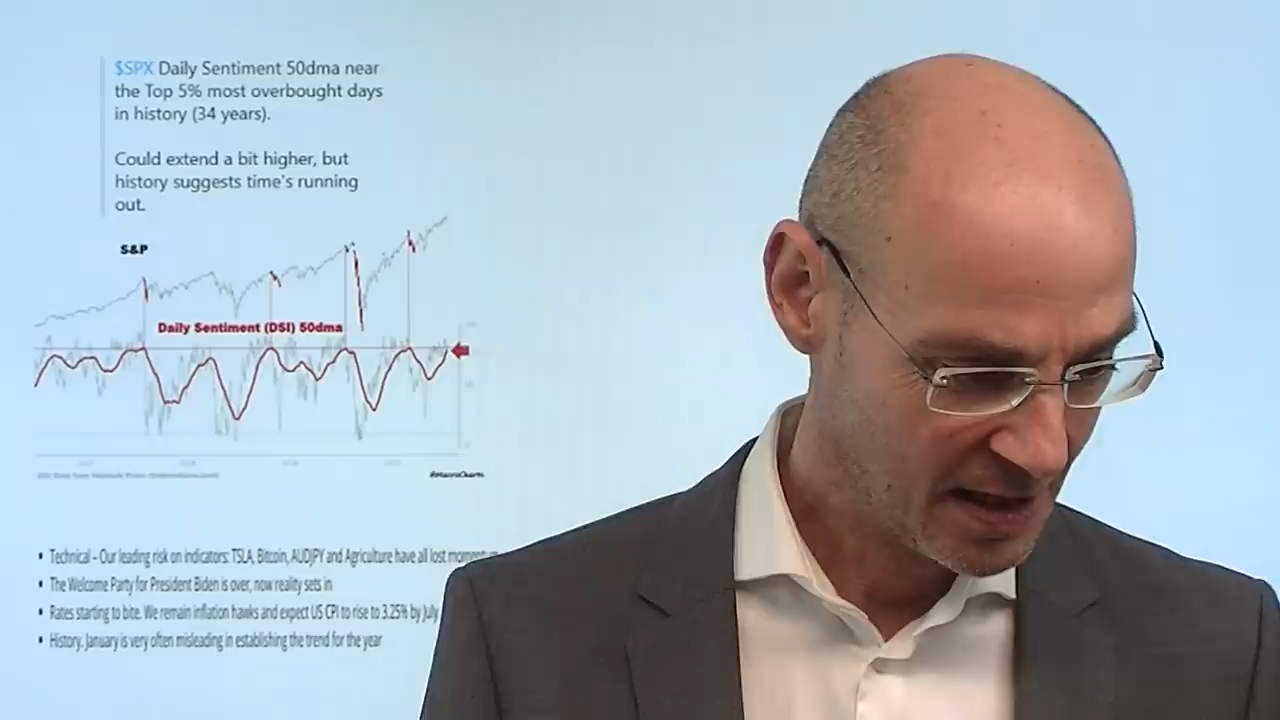 $SPX Daily Sentiment 50dma near
the Top 5% most overbought days
in history (34 years).
Could extend a bit higher, but
history suggests time's running
out.
S&P
Daily Sentiment (DSI) 50dma
#MacroCharts
• Technical – Our leading risk on indicators: TSLA, Bitcoin, AUDJPY and Agriculture have all lost momentum
• The Welcome Party for President Biden is over, now reality sets in
• Rates starting to bite. We remain inflation hawks and expect US CPI to rise to 3.25% by July
• History. January is very often misleading in establishing the trend for the year